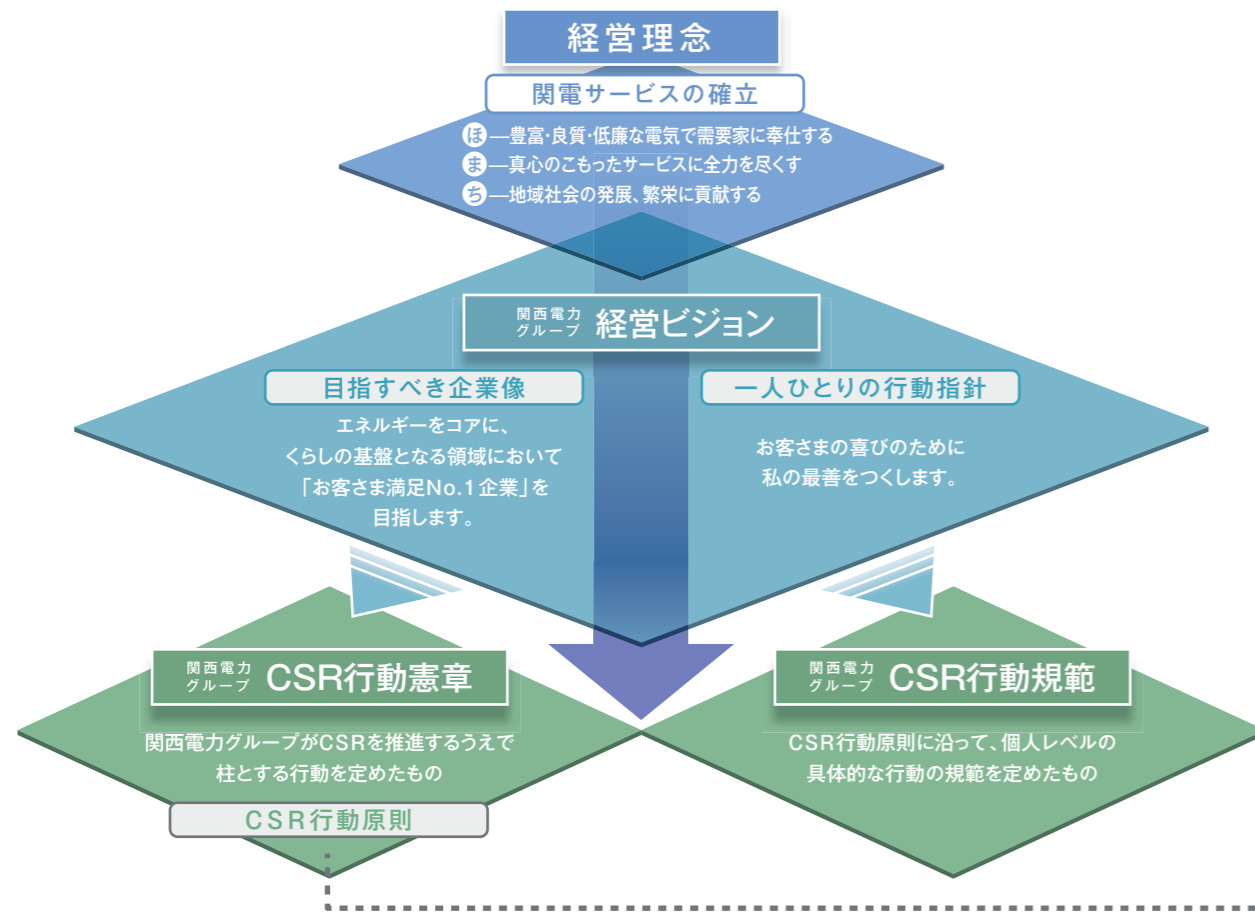 経営理念
関電サービスの確立
ほ―豊富・良質・低廉な電気で需要家に奉仕する
ま―真心のこもったサービスに全力を尽くす
ち―地域社会の発展、繁栄に貢献する
関西電力
グループ 経営ビジョン
目指すべき企業像
エネルギーをコアに、
くらしの基盤となる領域において
「お客さま満足No.1企業」を
目指します。
一人ひとりの行動指針
お客さまの喜びのために
私の最善をつくします。
関西電力
グループ CSR行動憲章
関西電力グループがCSRを推進するうえで
柱とする行動を定めたもの
CSR行動原則
関西電力
グループ CSR行動規範
CSR行動原則に沿って、個人レベルの
具体的な行動の規範を定めたもの